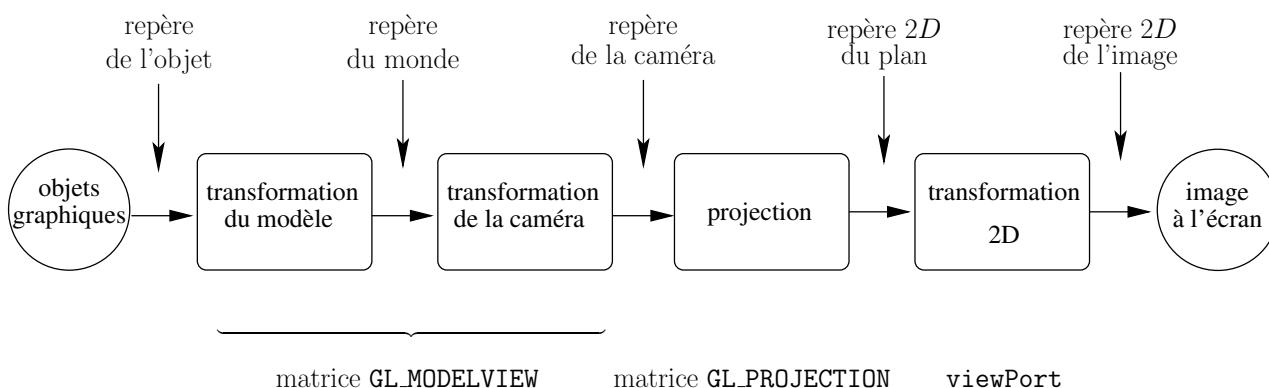 repère
de l'objet
repère
du monde
repère
de la caméra
repère 2D
du plan
repère 2D
de l'image
objets
graphiques
transformation
du modèle
transformation
de la caméra
projection
transformation
2D
image
à l'écran
matrice GL_MODELVIEW
matrice GL_PROJECTION
viewPort